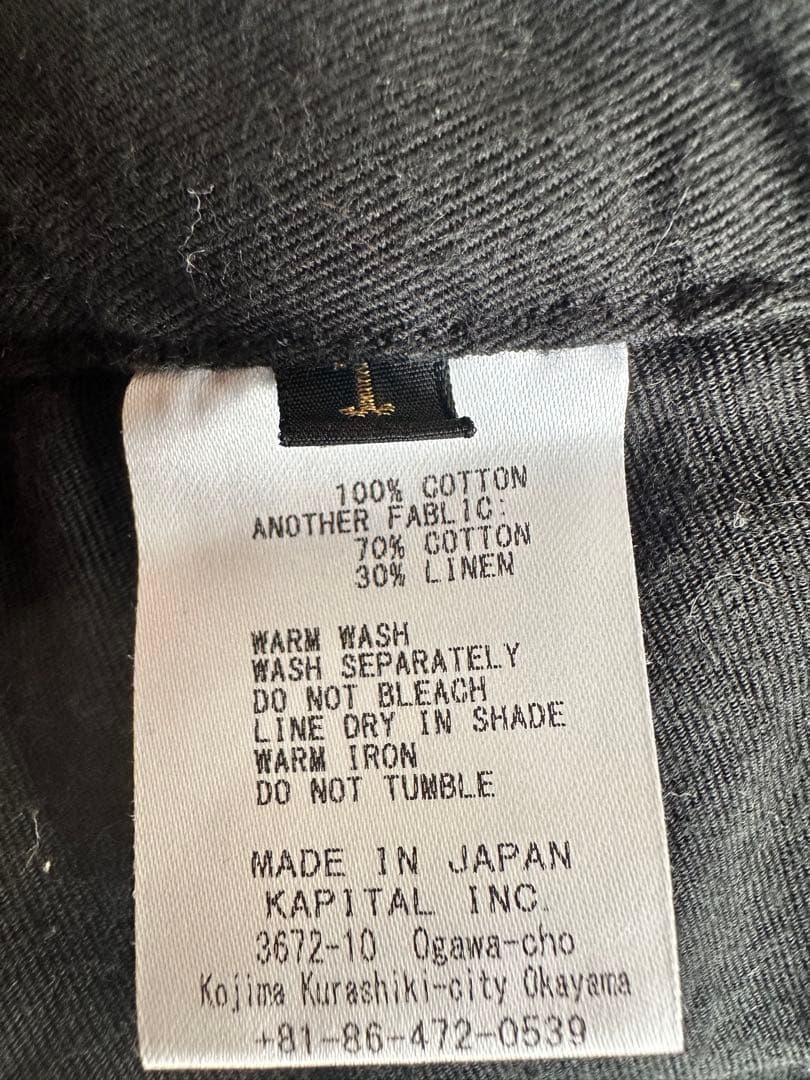 1
100% COTTON
ANOTHER FABLIC:
70% COTTON
30% LINEN
WARM WASH
WASH SEPARATELY
DO NOT BLEACH
LINE DRY IN SHADE
WARM IRON
DO NOT TUMBLE
MADE IN JAPAN
KAPITAL INC.
3672-10 Ogawa-cho
Kojima Kurashiki-city Okayama
+81-86-472-0539